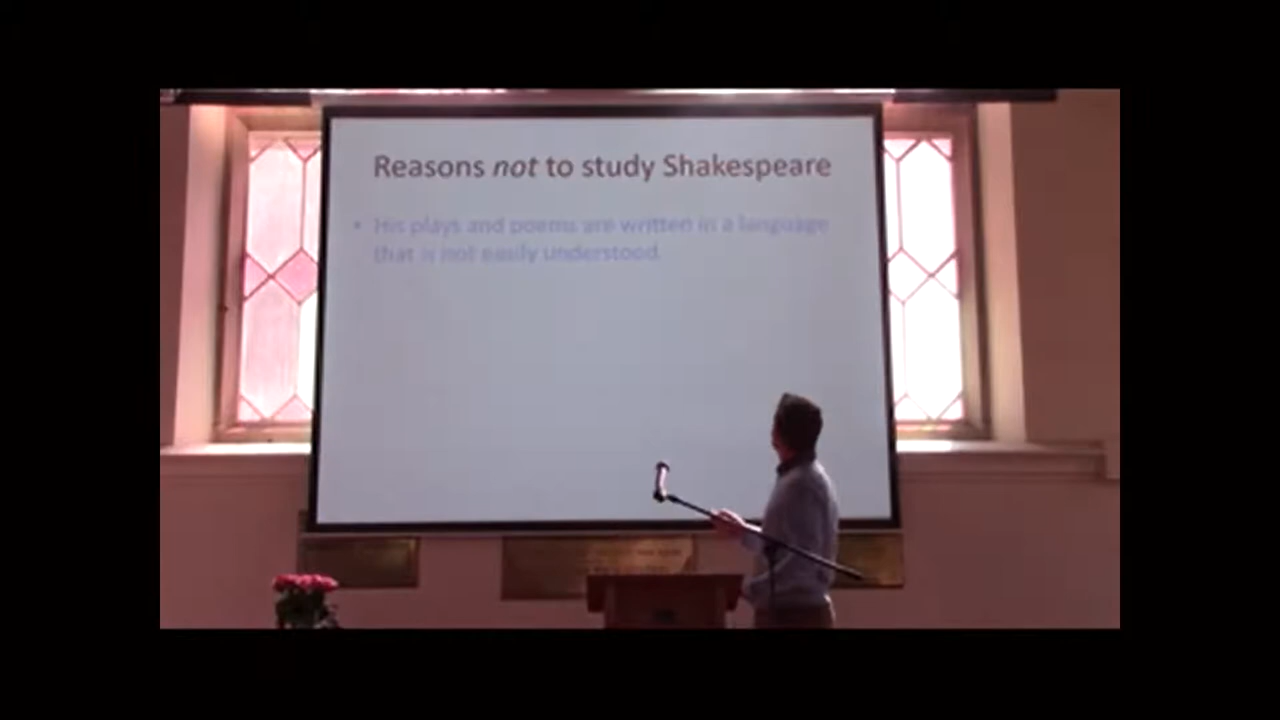 Reasons not to study Shakespeare
• His plays and poems are written in a language
that is not easily understood.